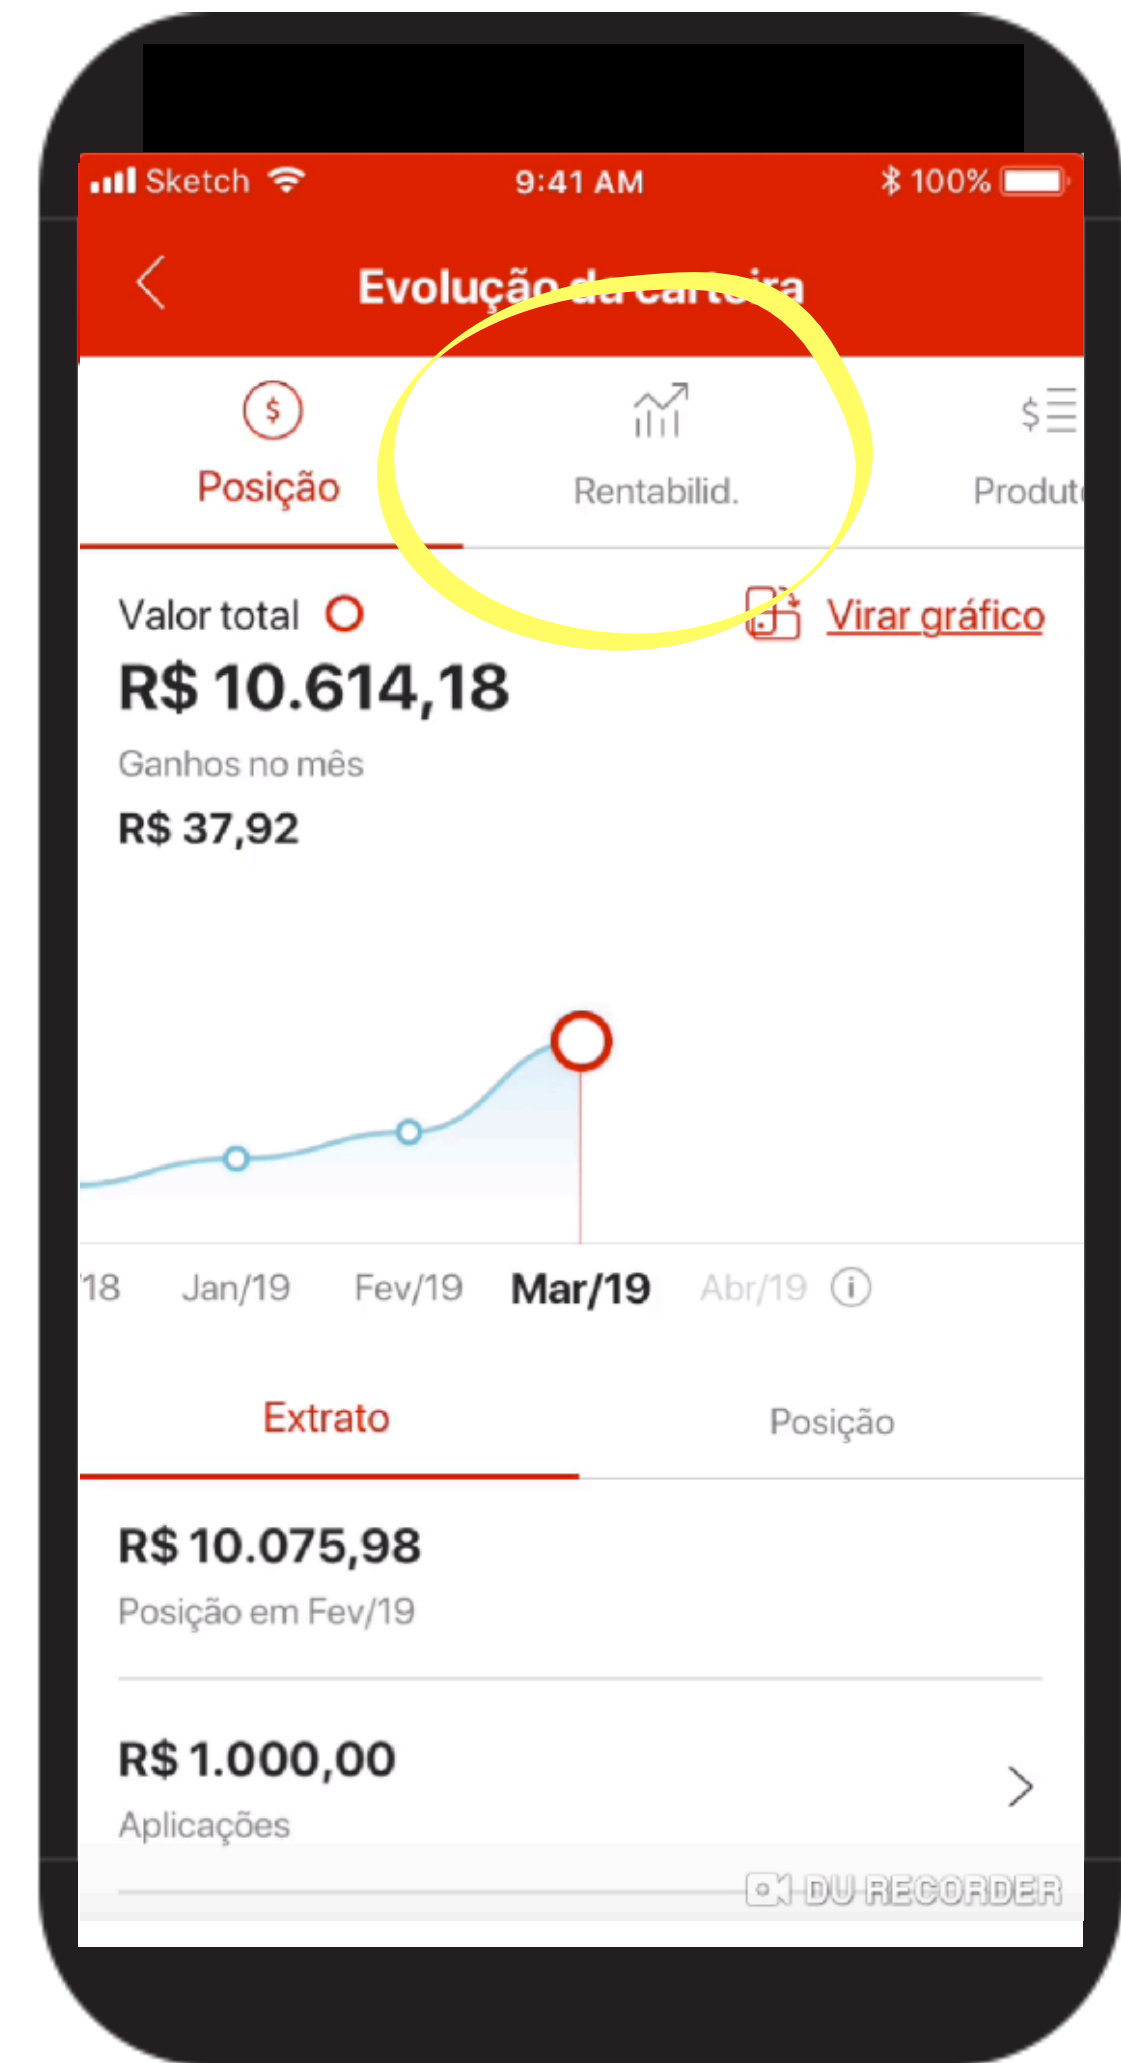 Sketch 9:41 AM 100%
Evolução da carteira
Posição Rentabilid. Produt
Valor total Virar gráfico
R$ 10.614,18
Ganhos no mês
R$ 37,92
'18 Jan/19 Fev/19 Mar/19 Abr/19
Extrato Posição
R$ 10.075,98
Posição em Fev/19
R$ 1.000,00
Aplicações
DU RECORDER